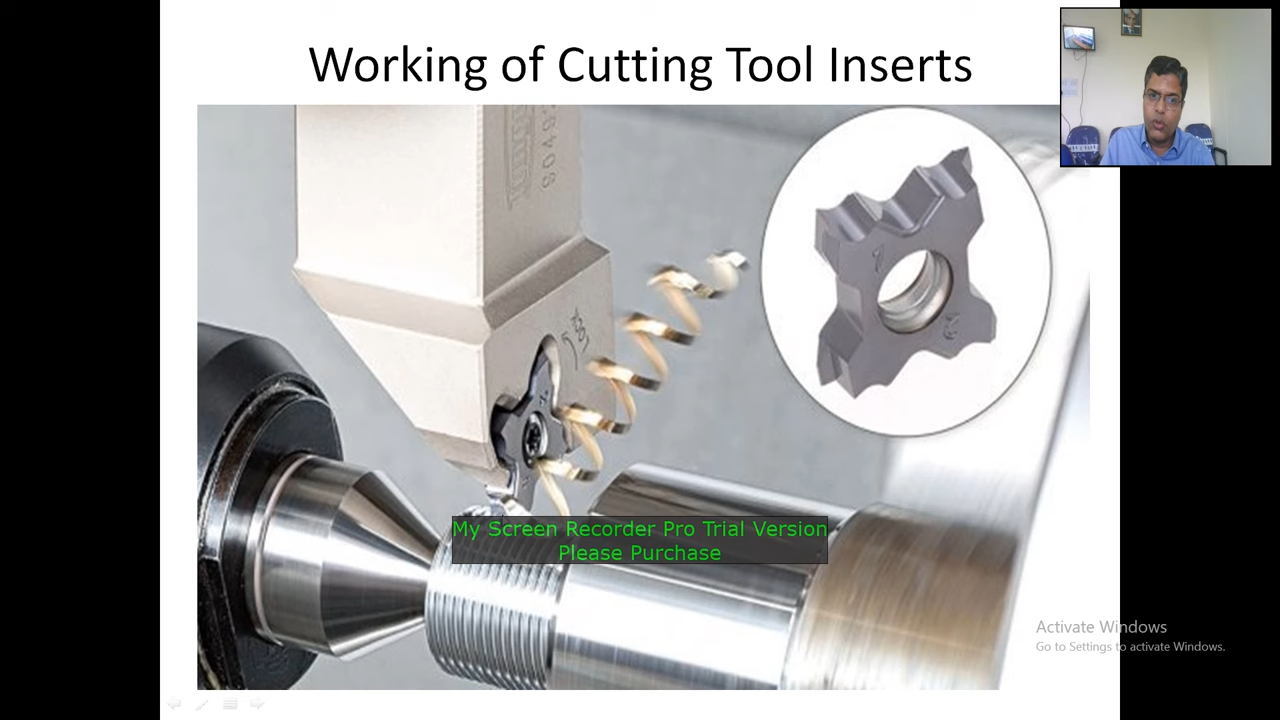 Working of Cutting Tool Inserts
My Screen Recorder Pro Trial Version
Please Purchase
Activate Windows
Go to Settings to activate Windows.